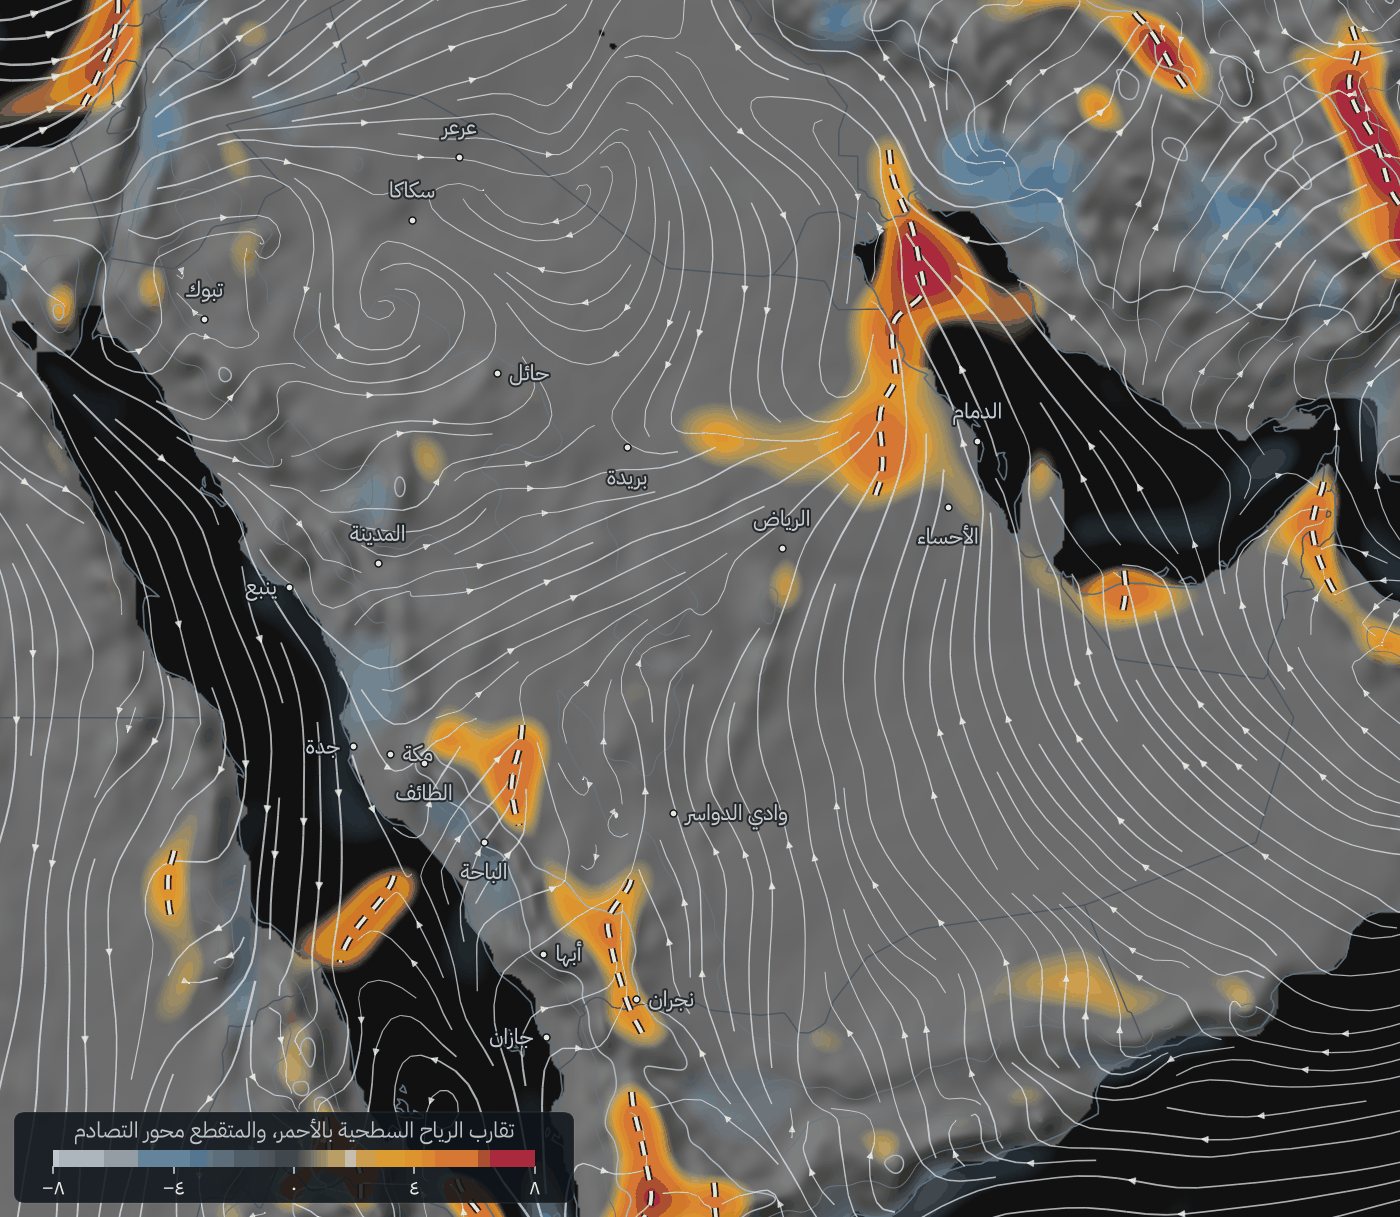 عرعر
سكاكا
تبوك
حائل
الدمام
بريدة
الرياض
المدينة
الأحساء
ينبع
جدة
مكة
الطائف
وادي الدواسر
الباحة
أبها
نجران
جازان
تقارب الرياح السطحية بالأحمر، والمتقطع محور التصادم
−٨ −٤ ٠ ٤ ٨